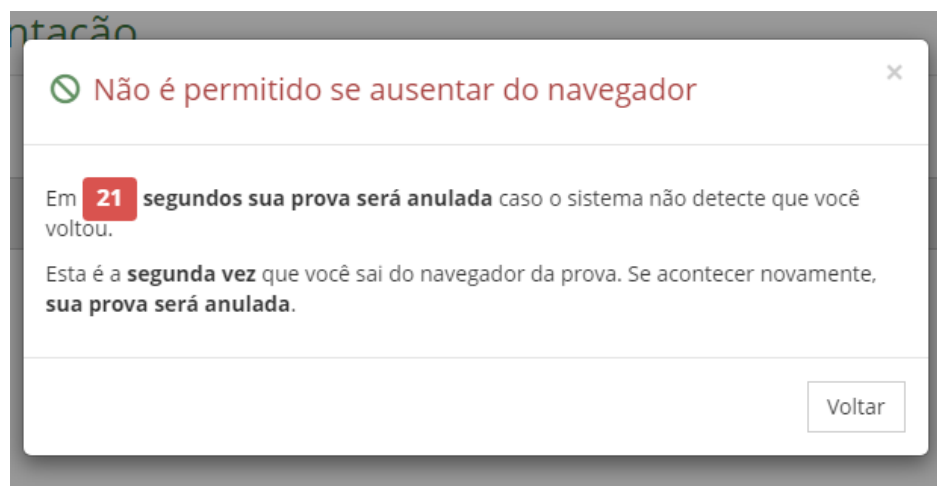 ntação
Não é permitido se ausentar do navegador
×
Em 21 segundos sua prova será anulada caso o sistema não detecte que você
voltou.
Esta é a segunda vez que você sai do navegador da prova. Se acontecer novamente,
sua prova será anulada.
Voltar